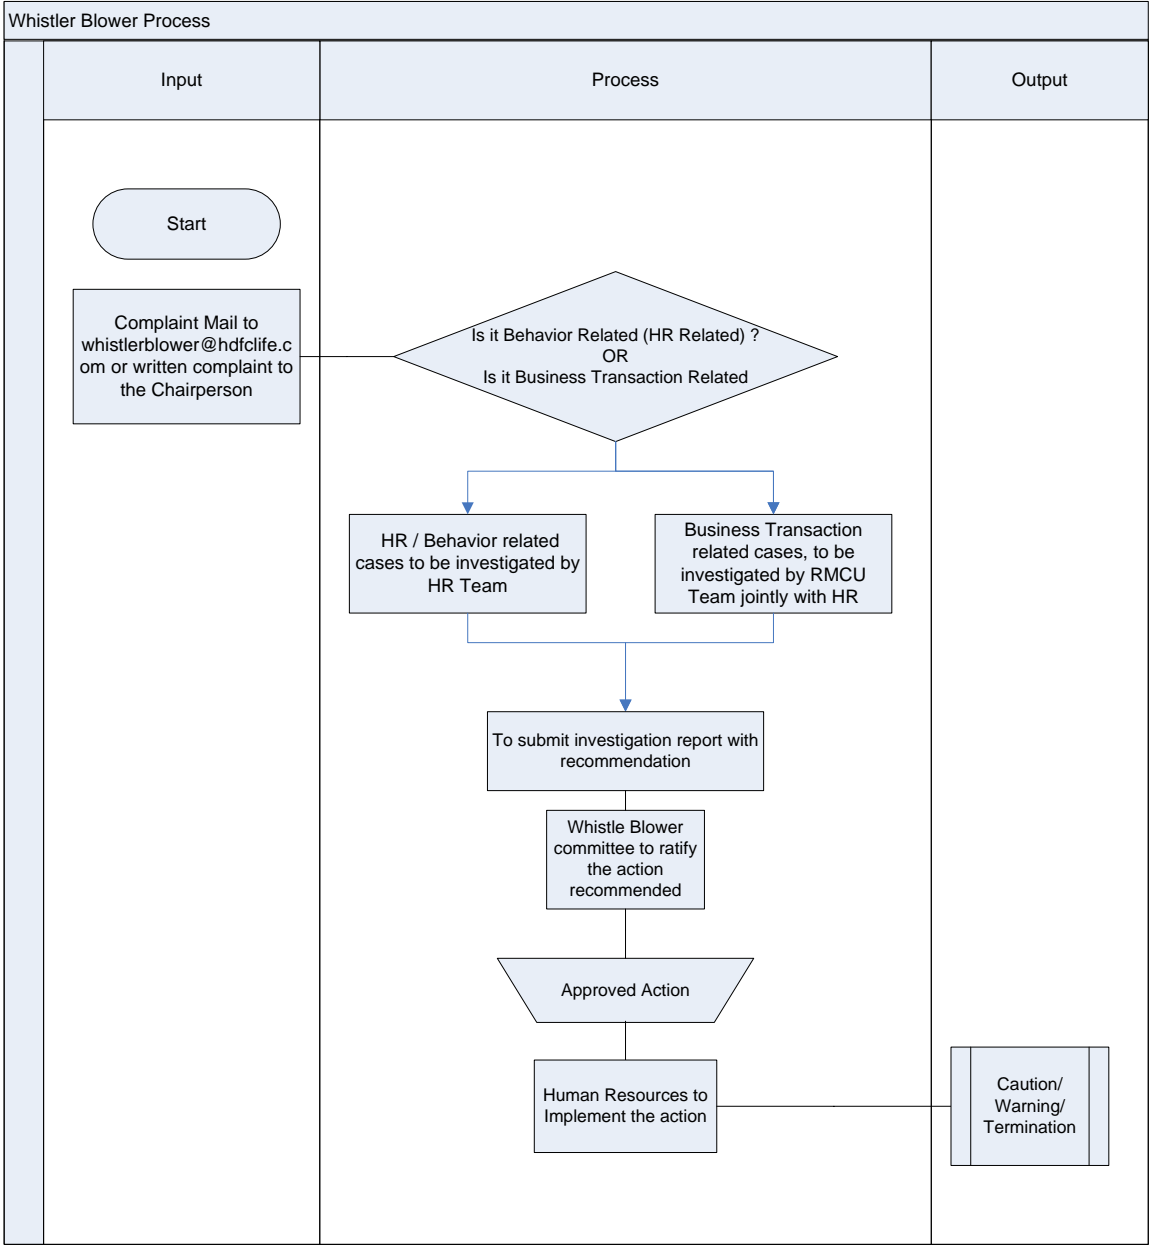 Whistler Blower Process
Input
Process
Output
Start
Complaint Mail to
whistlerblower@hdfclife.c
om or written complaint to
the Chairperson
Is it Behavior Related (HR Related) ?
OR
Is it Business Transaction Related
HR / Behavior related
cases to be investigated by
HR Team
Business Transaction
related cases, to be
investigated by RMCU
Team jointly with HR
To submit investigation report with
recommendation
Whistle Blower
committee to ratify
the action
recommended
Approved Action
Human Resources to
Implement the action
Caution/
Warning/
Termination